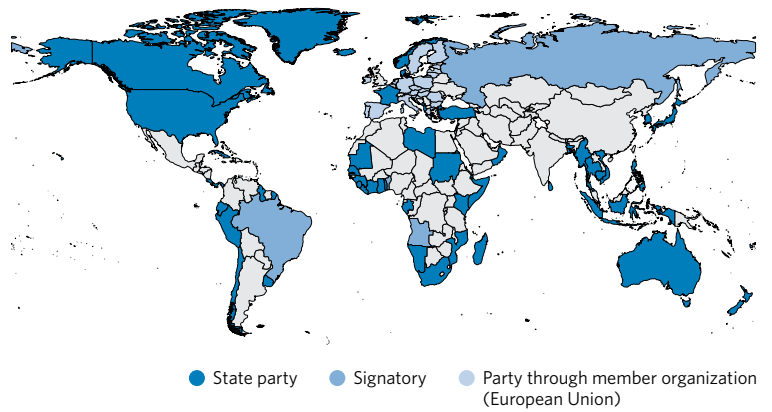 State party
Signatory
Party through member organization
(European Union)